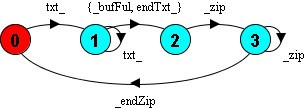 txt_ {_bufFul, endTxt_} _zip
0 1 2 3
txt_ _zip
_endZip